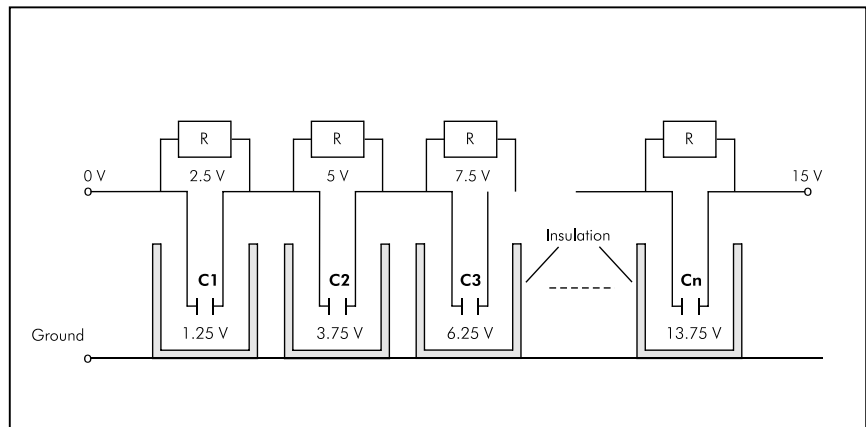 R R R R
2.5 V 5 V 7.5 V
0 V 15 V
Insulation
C1 C2 C3 Cn
1.25 V 3.75 V 6.25 V 13.75 V
Ground